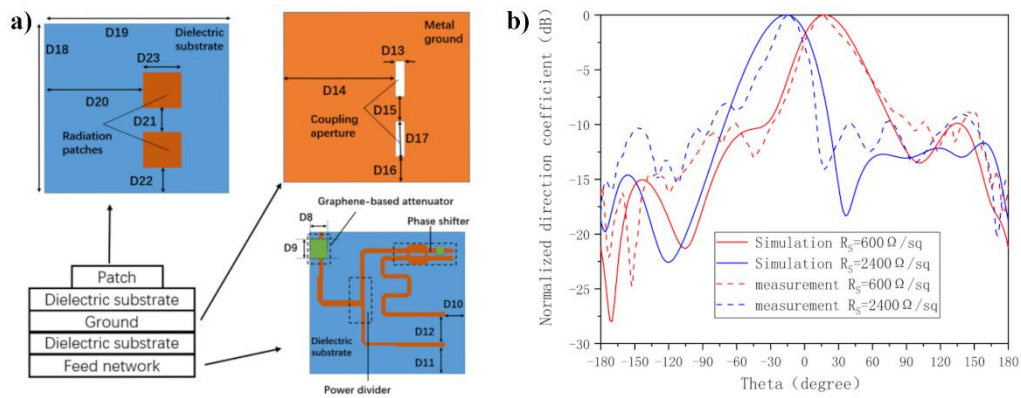 a)
D19
Dielectric
substrate
D18
D23
D20
D21
Radiation
patches
D22
Metal
ground
D13
D14
D15
Coupling
aperture
D17
D16
Graphene-based attenuator
D8
Phase shifter
D9
D10
D12
Dielectric
substrate
D11
Power divider
Patch
Dielectric substrate
Ground
Dielectric substrate
Feed network
b)
Normalized direction coefficient (dB)
0
-5
-10
-15
-20
-25
-30
Simulation RS=600Ω/sq
Simulation RS=2400Ω/sq
measurement RS=600Ω/sq
measurement RS=2400Ω/sq
-180 -150 -120 -90 -60 -30 0 30 60 90 120 150 180
Theta (degree)